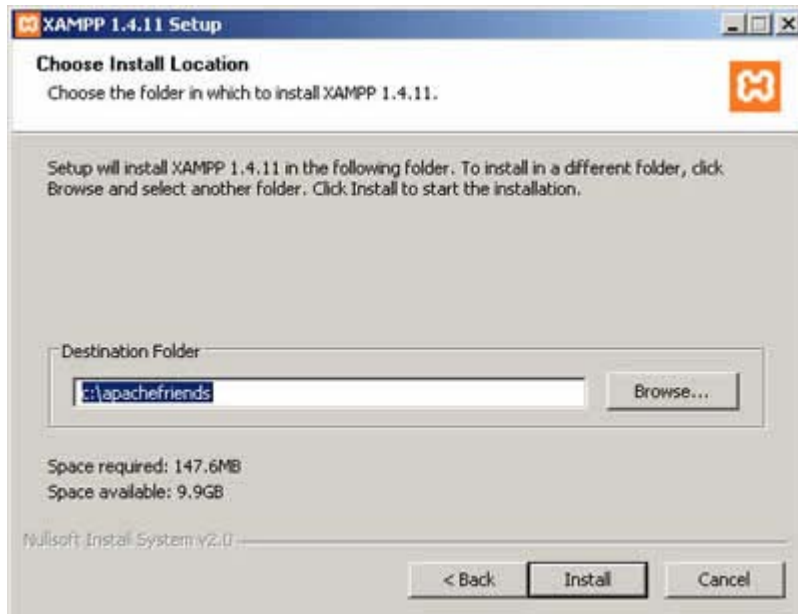 XAMPP 1.4.11 Setup
Choose Install Location
Choose the folder in which to install XAMPP 1.4.11.
Setup will install XAMPP 1.4.11 in the following folder. To install in a different folder, click
Browse and select another folder. Click Install to start the installation.
Destination Folder
c:\apachefriends
Browse...
Space required: 147.6MB
Space available: 9.9GB
Nullsoft Install System v2.0
< Back
Install
Cancel